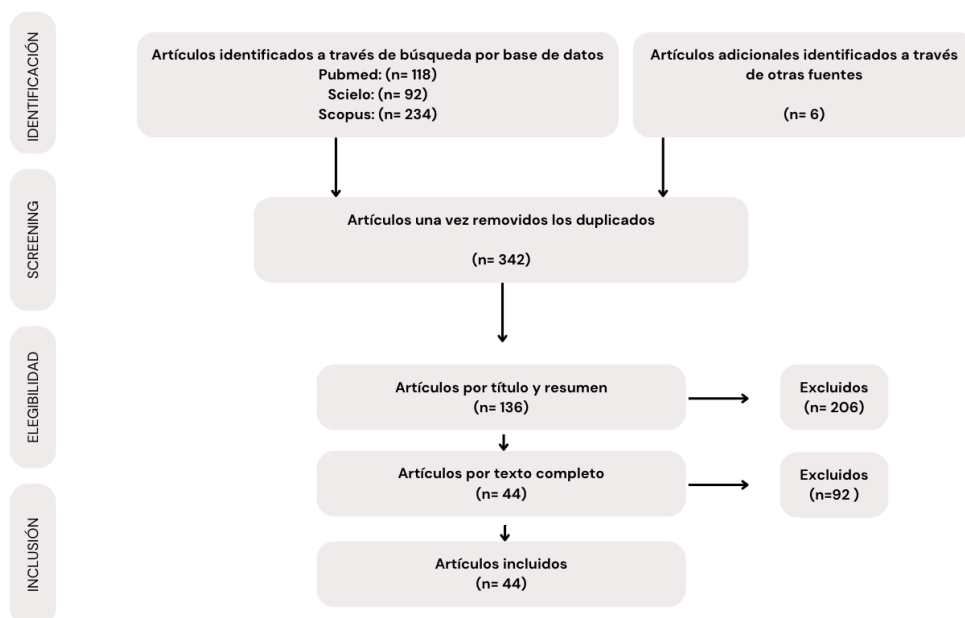 IDENTIFICACIÓN
Artículos identificados a través de búsqueda por base de datos
Pubmed: (n= 118)
Scielo: (n= 92)
Scopus: (n= 234)
Artículos adicionales identificados a través
de otras fuentes
(n= 6)
SCREENING
Artículos una vez removidos los duplicados
(n= 342)
ELEGIBILIDAD
Artículos por título y resumen
(n= 136)
Excluidos
(n= 206)
Artículos por texto completo
(n= 44)
Excluidos
(n=92 )
INCLUSIÓN
Artículos incluidos
(n= 44)